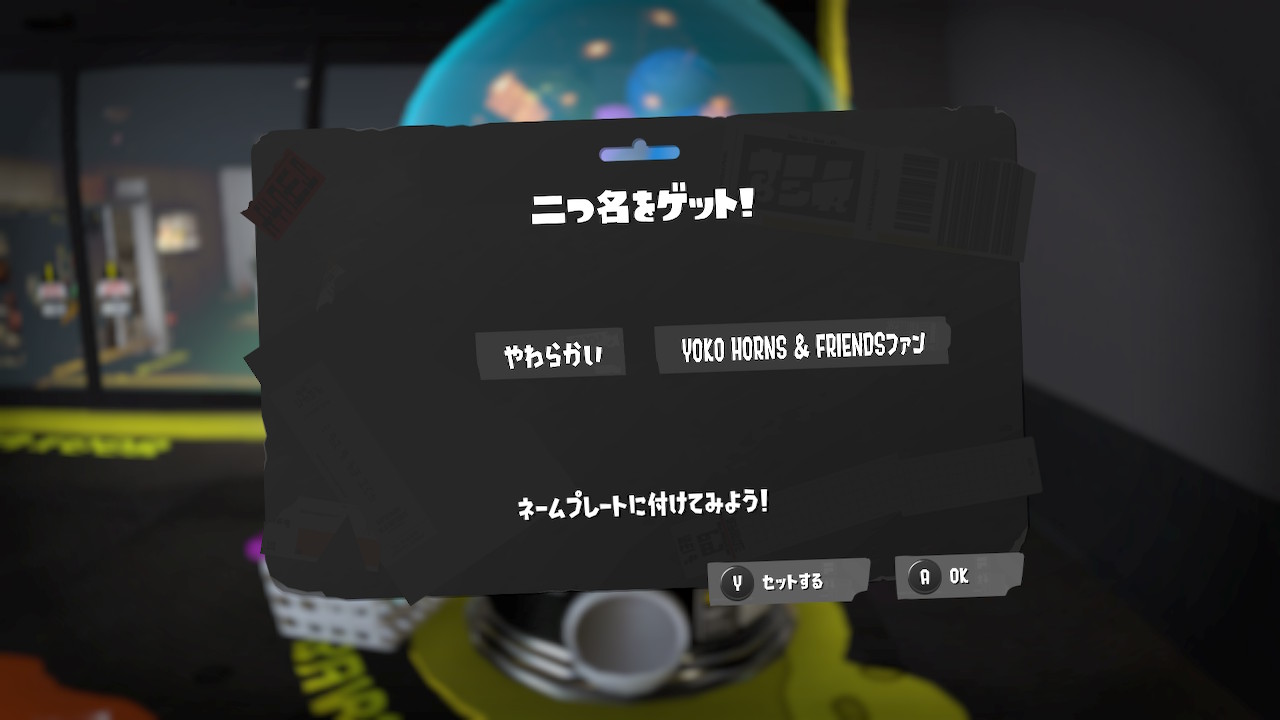 二つ名をゲット!
やわらかい
YOKO HORNS & FRIENDSファン
ネームプレートに付けてみよう!
Y セットする
A OK